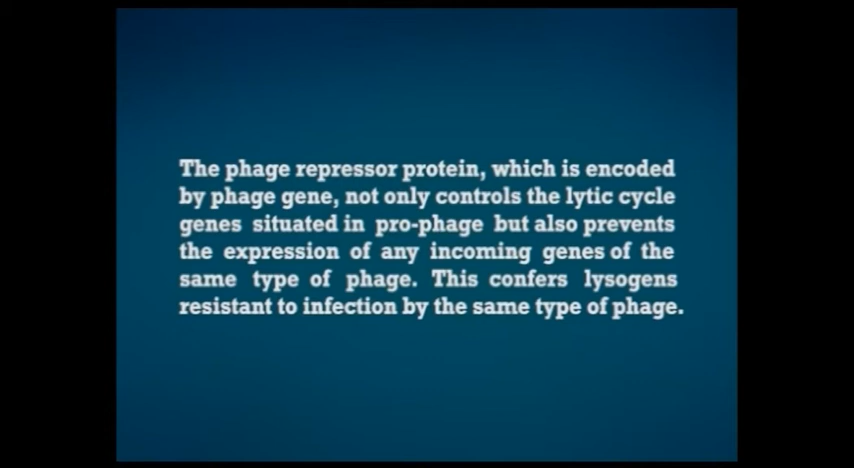 The phage repressor protein, which is encoded
by phage gene, not only controls the lytic cycle
genes situated in pro-phage but also prevents
the expression of any incoming genes of the
same type of phage. This confers lysogens
resistant to infection by the same type of phage.